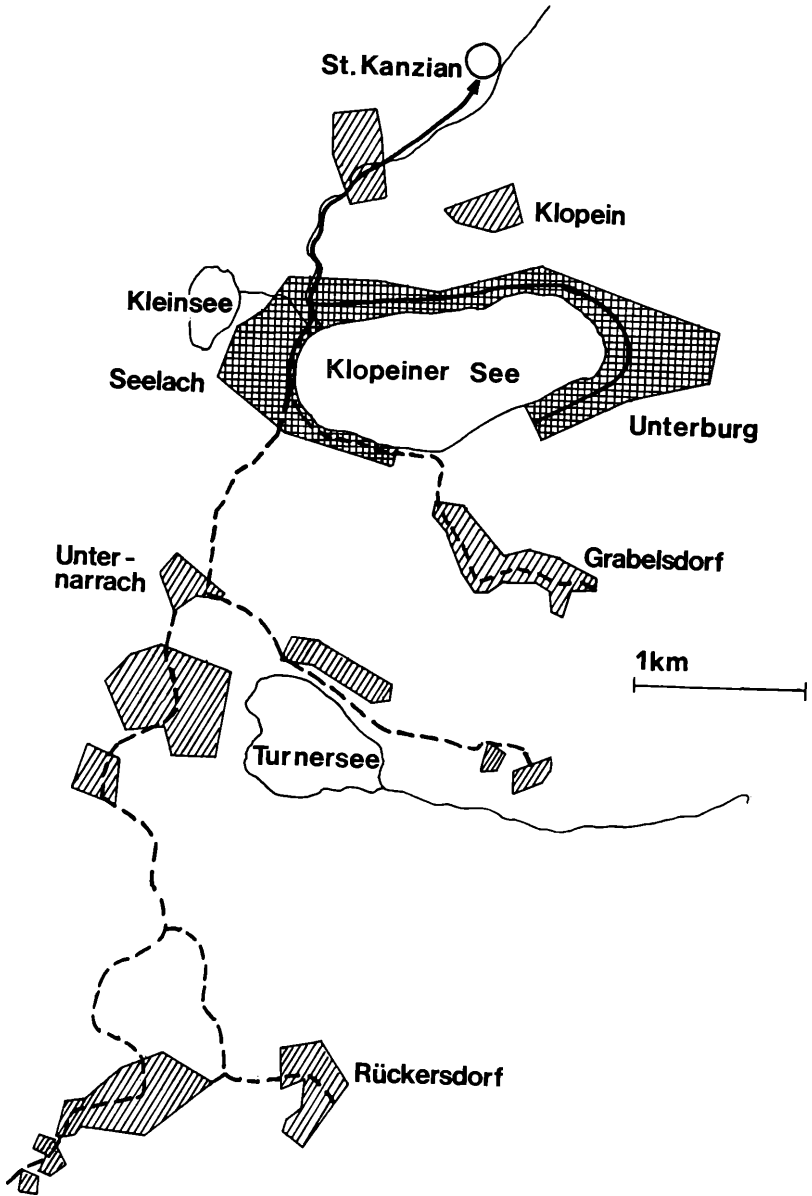 St. Kanzian
Klopein
Kleinsee
Klopeiner See
Seelach
Unterburg
Unter-
narrach
Grabelsdorf
1km
Turnersee
Rückersdorf